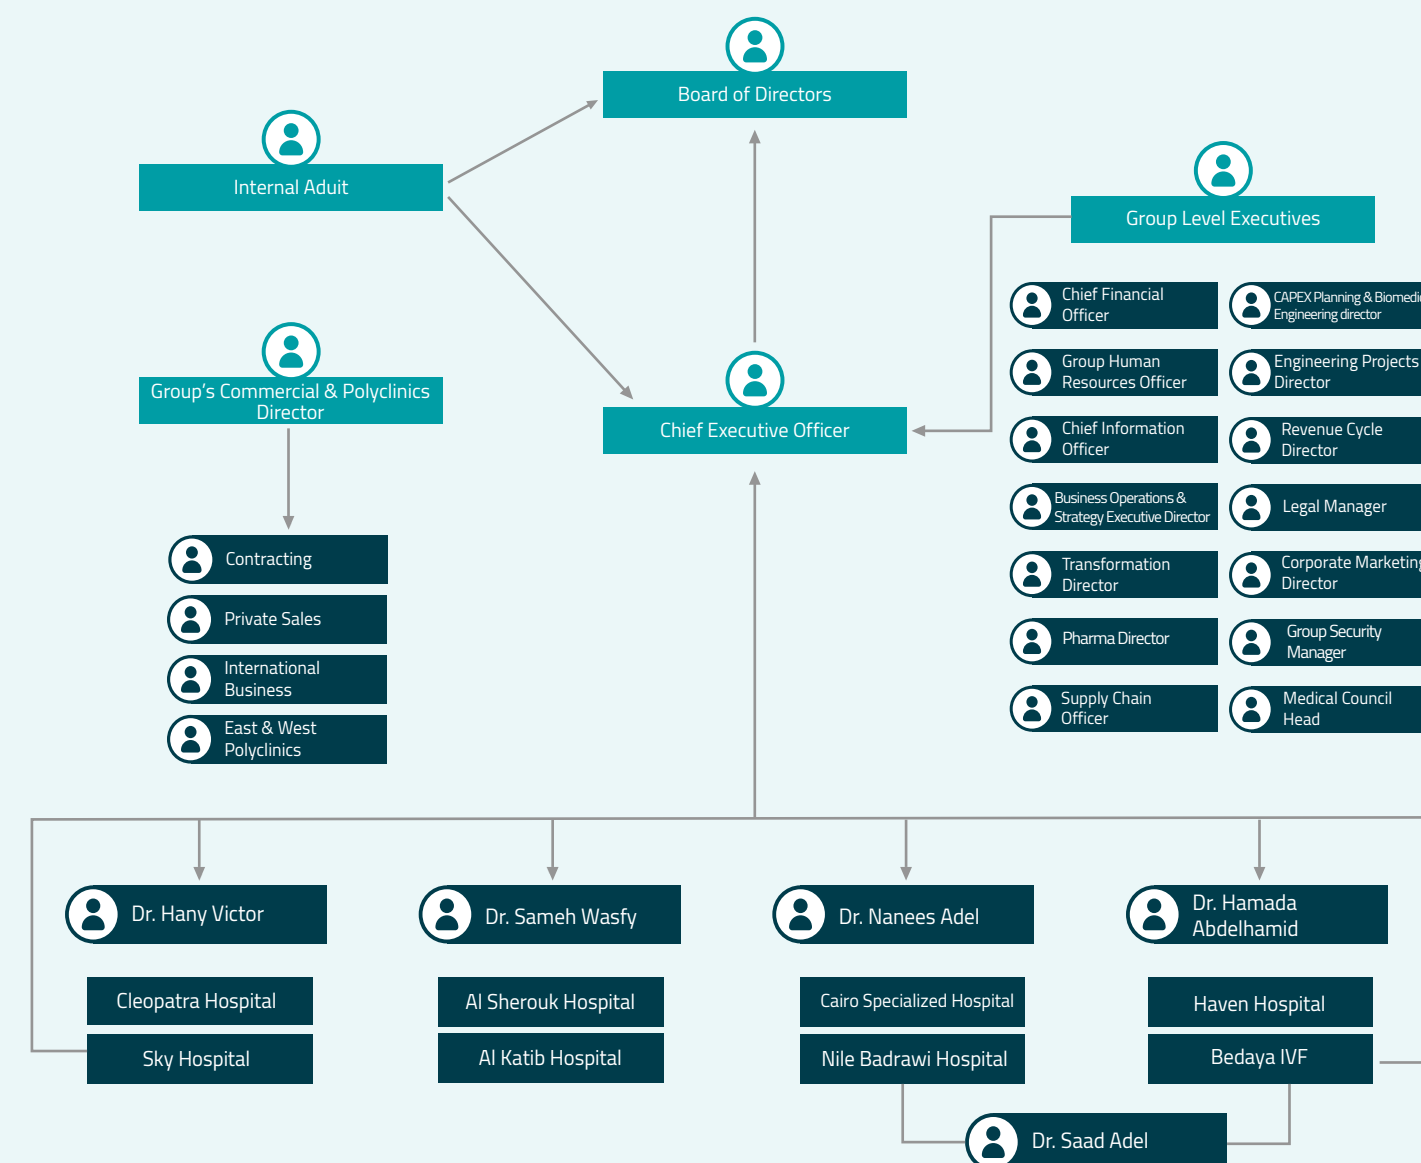 Board of Directors
Internal Aduit
Group Level Executives
Chief Financial
Officer
CAPEX Planning & Biomedic
Engineering director
Group Human
Resources Officer
Engineering Projects
Director
Chief Information
Officer
Revenue Cycle
Director
Business Operations &
Strategy Executive Director
Legal Manager
Transformation
Director
Corporate Marketing
Director
Pharma Director
Group Security
Manager
Supply Chain
Officer
Medical Council
Head
Group’s Commercial & Polyclinics
Director
Chief Executive Officer
Contracting
Private Sales
International
Business
East & West
Polyclinics
Dr. Hany Victor
Dr. Sameh Wasfy
Dr. Nanees Adel
Dr. Hamada
Abdelhamid
Cleopatra Hospital
Al Sherouk Hospital
Cairo Specialized Hospital
Haven Hospital
Sky Hospital
Al Katib Hospital
Nile Badrawi Hospital
Bedaya IVF
Dr. Saad Adel